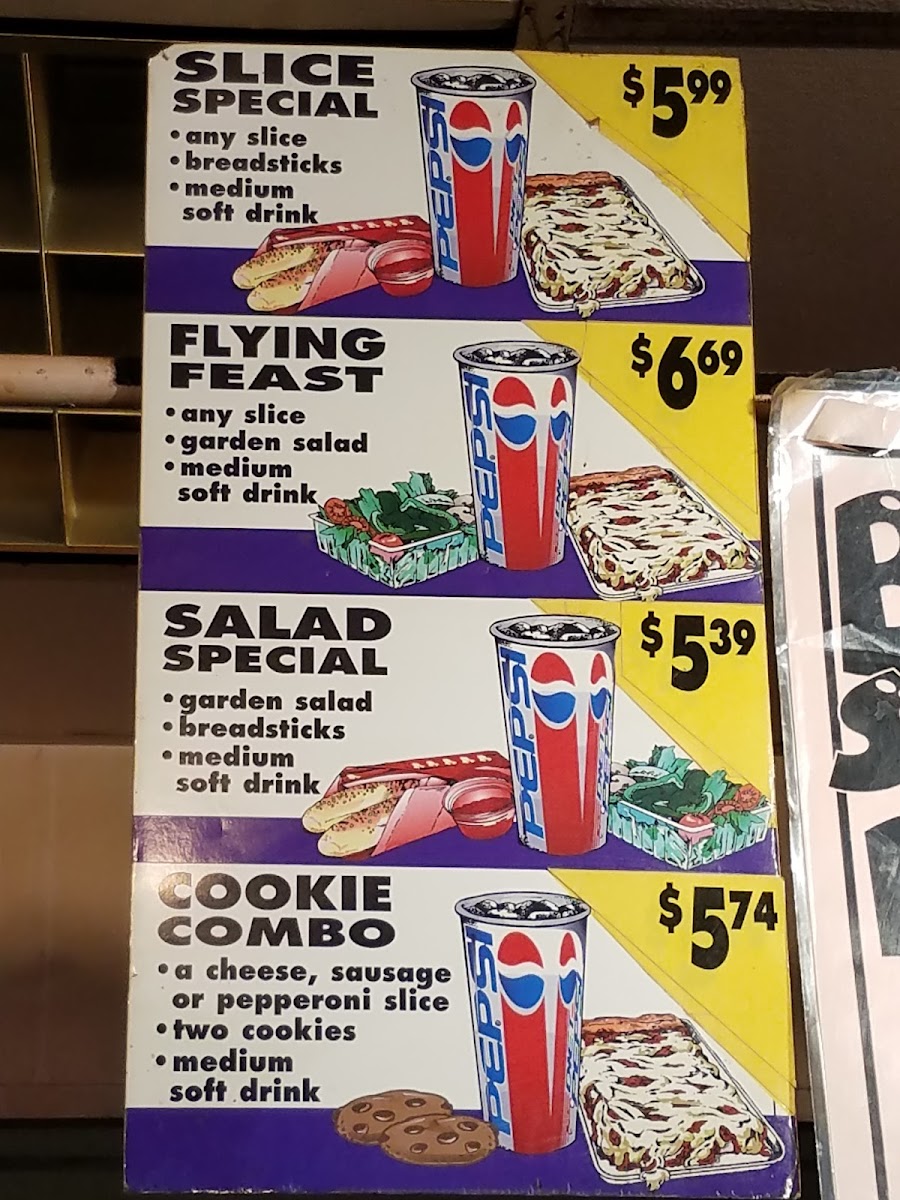 SLICE
SPECIAL
$5.99
• any slice
• breadsticks
• medium
soft drink
PEPSI
FLYING
FEAST
$6.69
• any slice
• garden salad
• medium
soft drink
PEPSI
SALAD
SPECIAL
$5.39
• garden salad
• breadsticks
• medium
soft drink
PEPSI
COOKIE
COMBO
$5.74
• a cheese, sausage
or pepperoni slice
• two cookies
• medium
soft drink
PEPSI